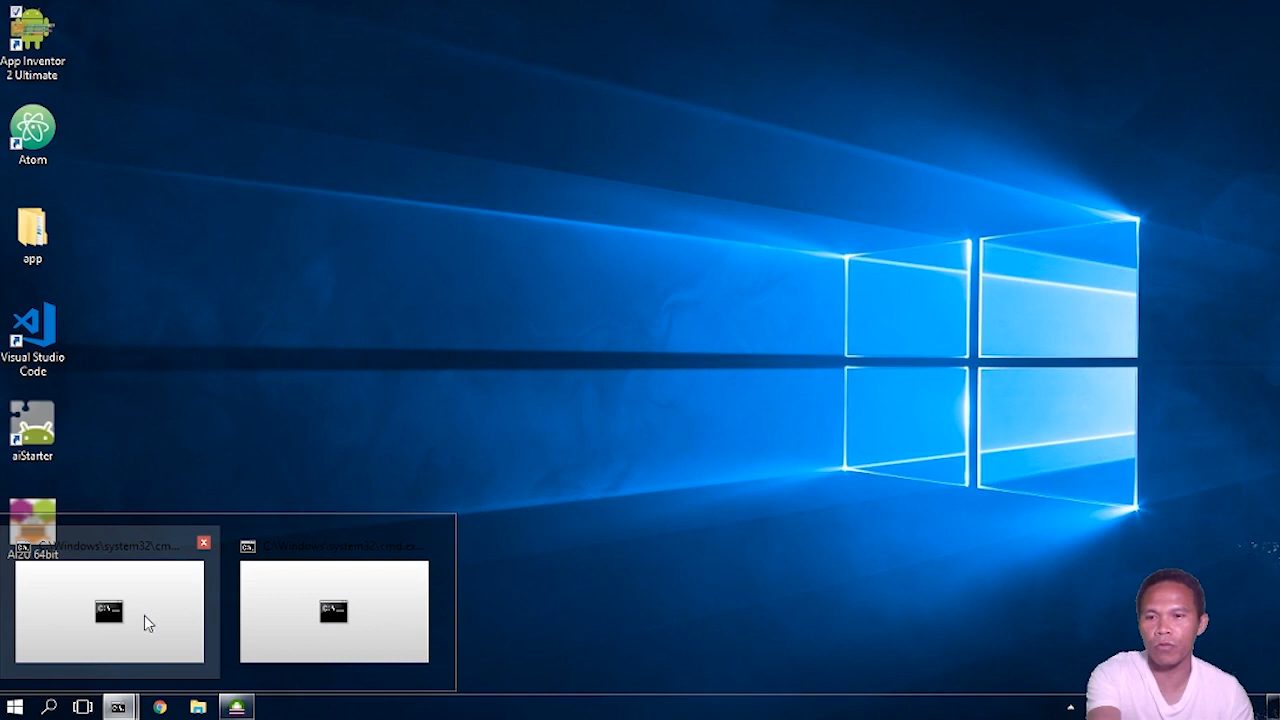 App Inventor
2 Ultimate
Atom
app
Visual Studio
Code
aiStarter
AI2U 64bit
C:\Windows\system32\cm...
C:\Windows\system32\cmd.ex...